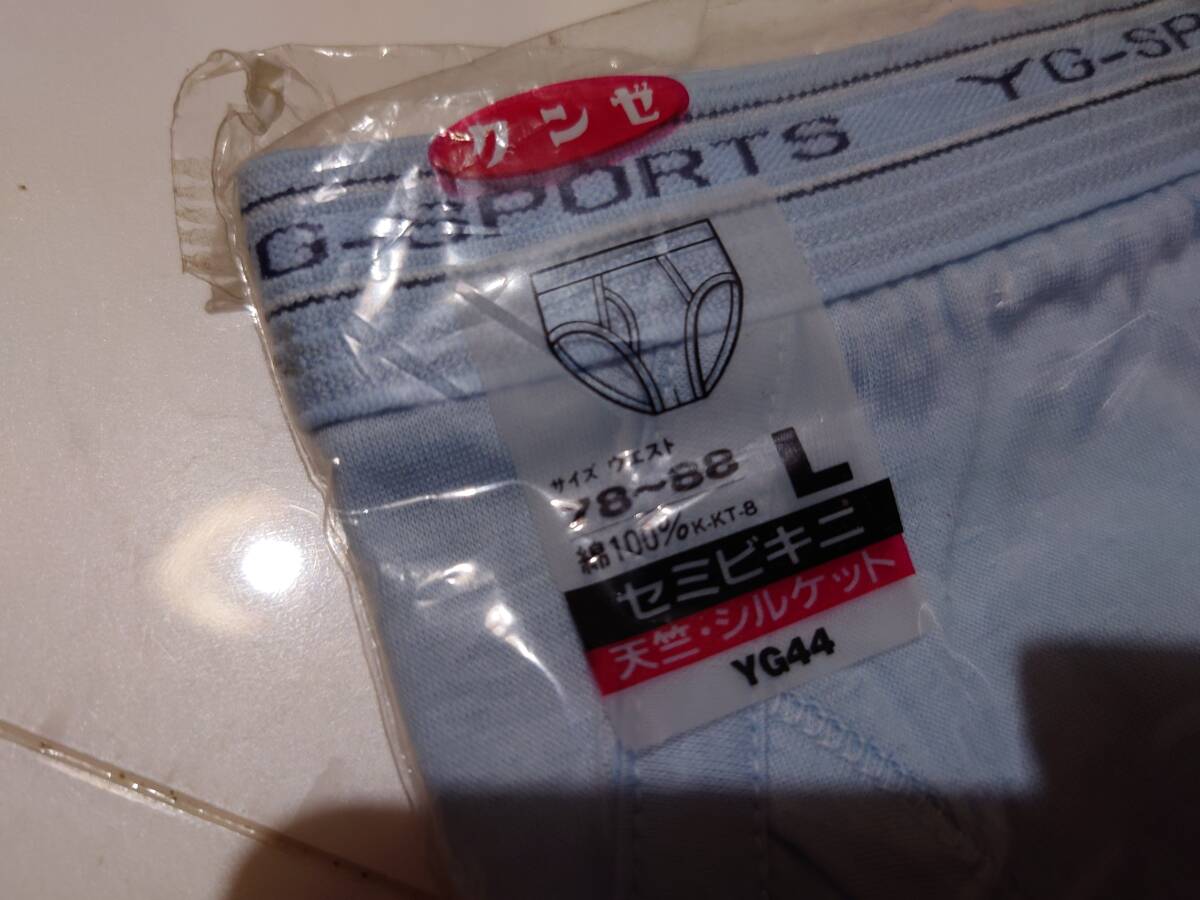 YG-SP
カンゼ
G-SPORTS
サイズ ウエスト
78~88 L
綿100% K-KT-8
セミビキニ
天竺・シルケット
YG44